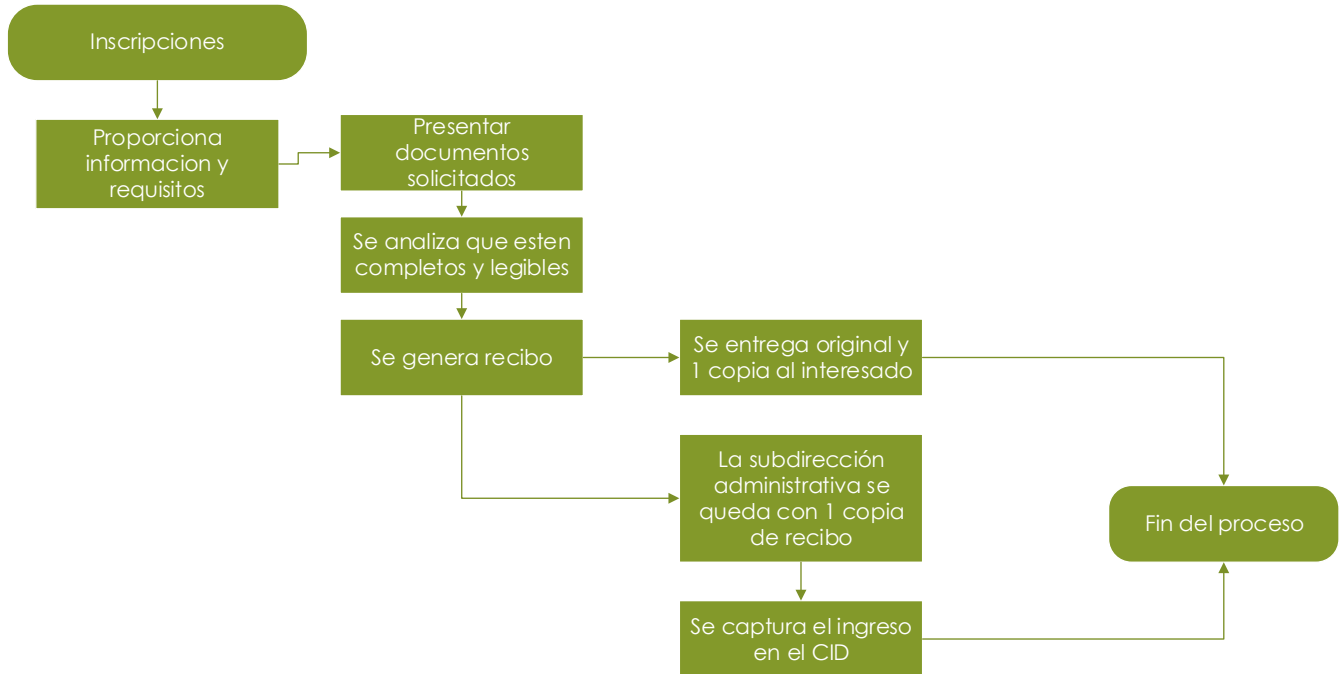 Inscripciones
Proporciona
informacion y
requisitos
Presentar
documentos
solicitados
Se analiza que esten
completos y legibles
Se genera recibo
Se entrega original y
1 copia al interesado
La subdirección
administrativa se
queda con 1 copia
de recibo
Se captura el ingreso
en el CID
Fin del proceso